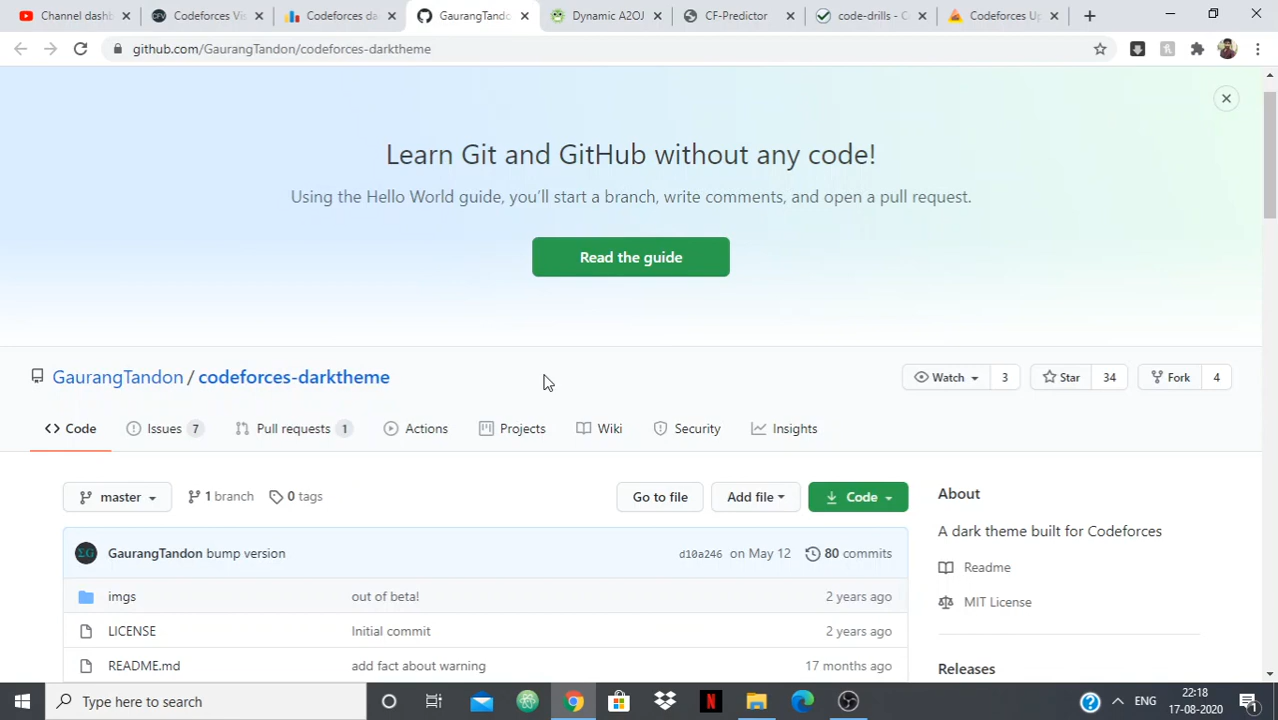 Channel dashb
Codeforces Vis
Codeforces da
GaurangTando
Dynamic A2OJ
CF-Predictor
code-drills - C
Codeforces Up
github.com/GaurangTandon/codeforces-darktheme
Learn Git and GitHub without any code!
Using the Hello World guide, you'll start a branch, write comments, and open a pull request.
Read the guide
GaurangTandon / codeforces-darktheme
Watch 3
Star 34
Fork 4
Code
Issues 7
Pull requests 1
Actions
Projects
Wiki
Security
Insights
master
1 branch
0 tags
Go to file
Add file
Code
About
A dark theme built for Codeforces
GaurangTandon bump version
d10a246 on May 12
80 commits
Readme
imgs
out of beta!
2 years ago
MIT License
LICENSE
Initial commit
2 years ago
README.md
add fact about warning
17 months ago
Releases
Type here to search
ENG
22:18
17-08-2020